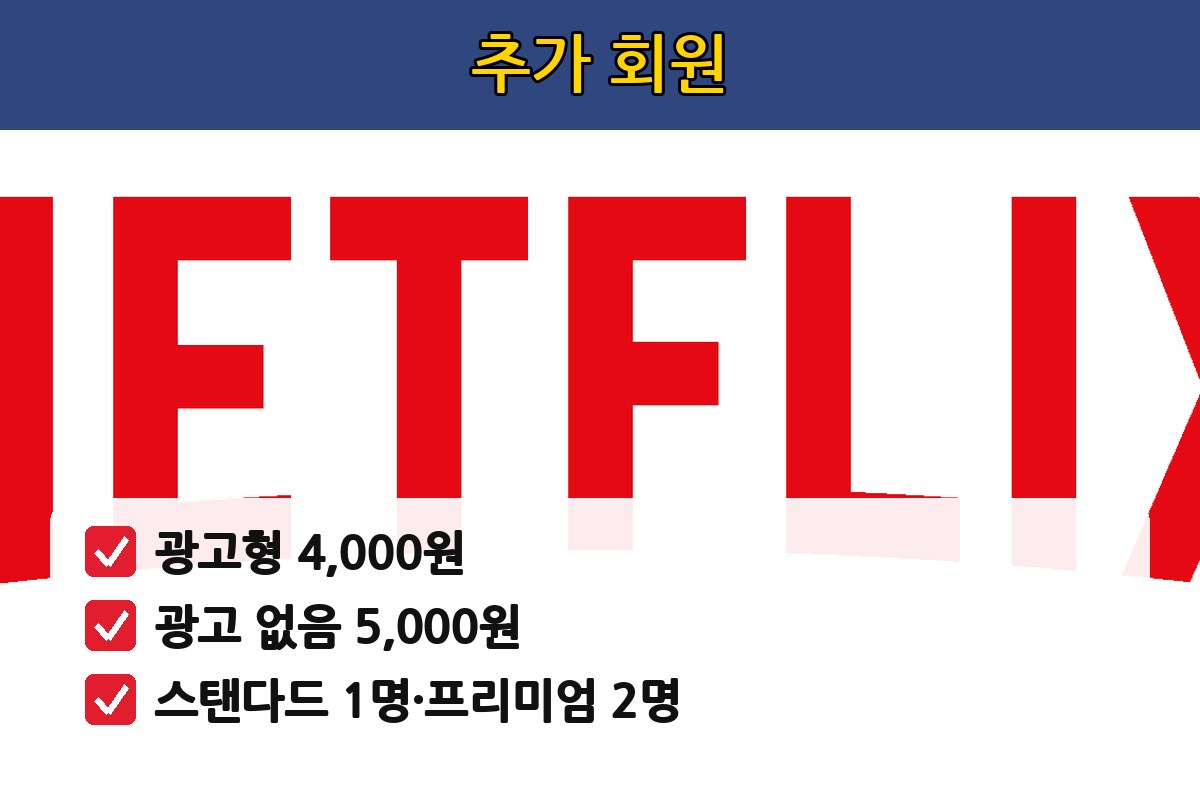 추가 회원
NETFLIX
광고형 4,000원
광고 없음 5,000원
스탠다드 1명·프리미엄 2명